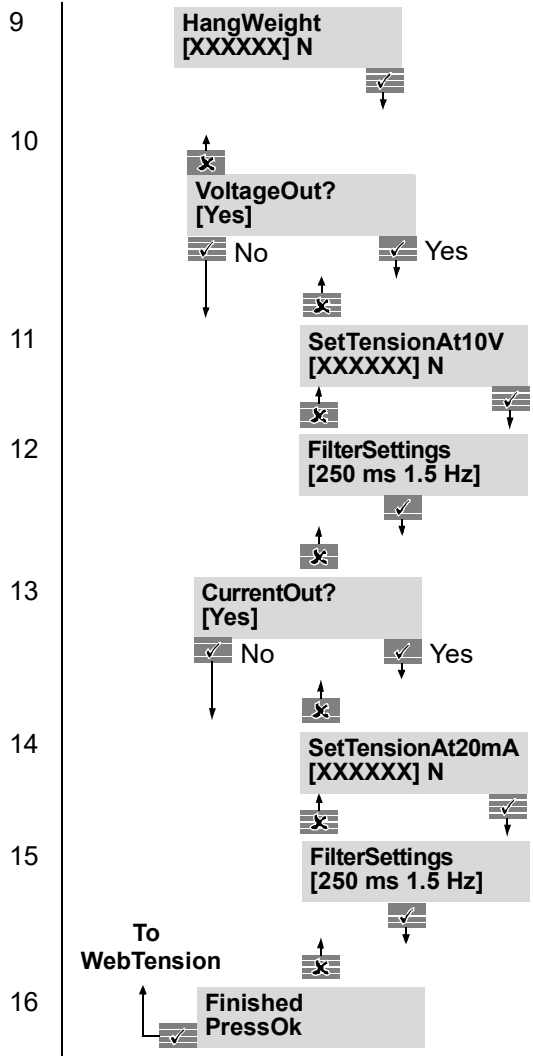 9
HangWeight
[XXXXXX] N
10
VoltageOut?
[Yes]
No
Yes
11
SetTensionAt10V
[XXXXXX] N
12
FilterSettings
[250 ms 1.5 Hz]
13
CurrentOut?
[Yes]
No
Yes
14
SetTensionAt20mA
[XXXXXX] N
15
FilterSettings
[250 ms 1.5 Hz]
To
WebTension
16
Finished
PressOk